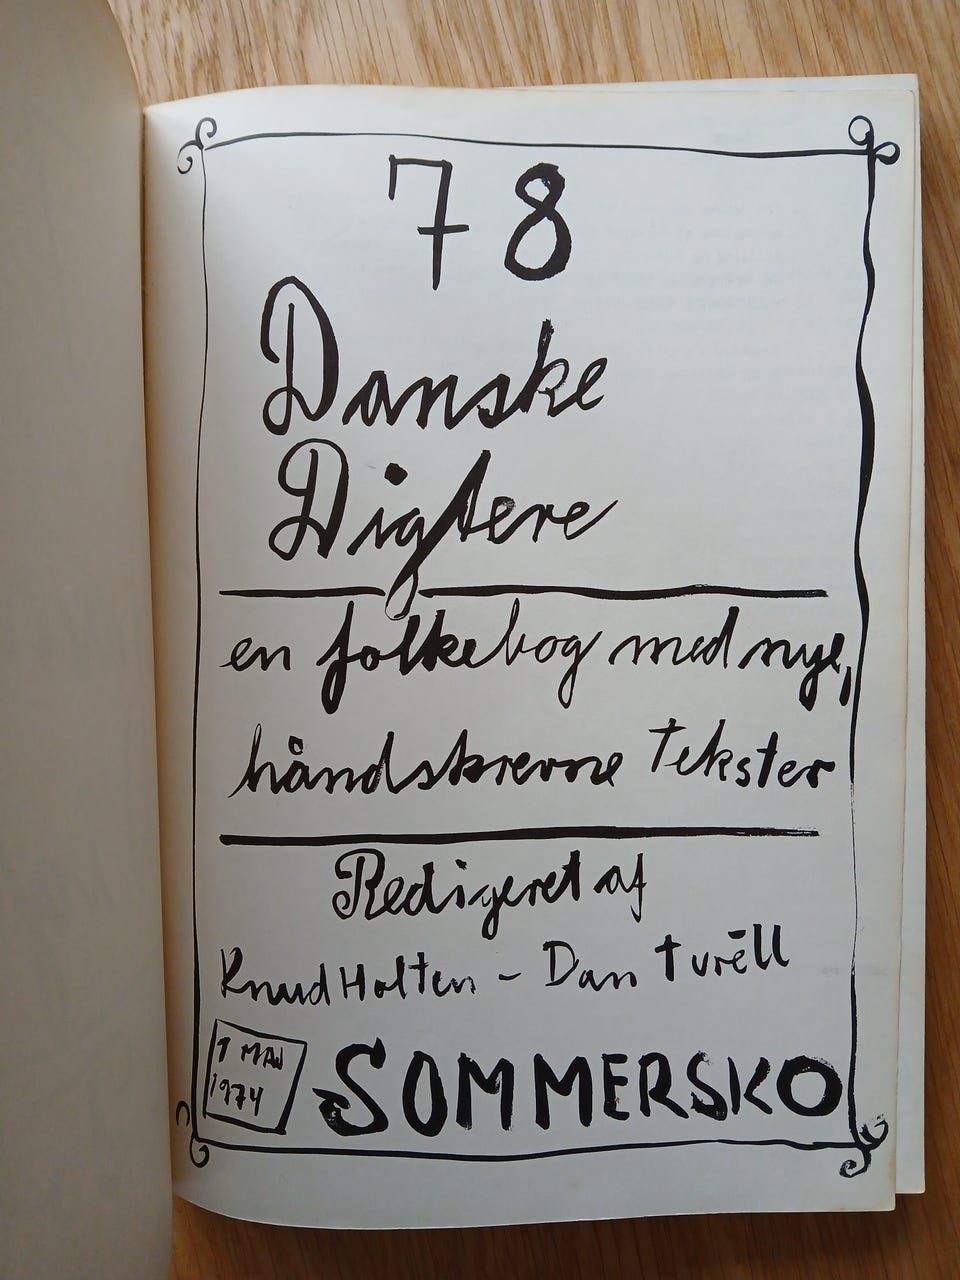 78
Danske
Digtere
en folkebog med nye,
håndskrevne tekster
Redigeret af
Knud Holten - Dan Turèll
1 MAJ
1974
SOMMERSKO